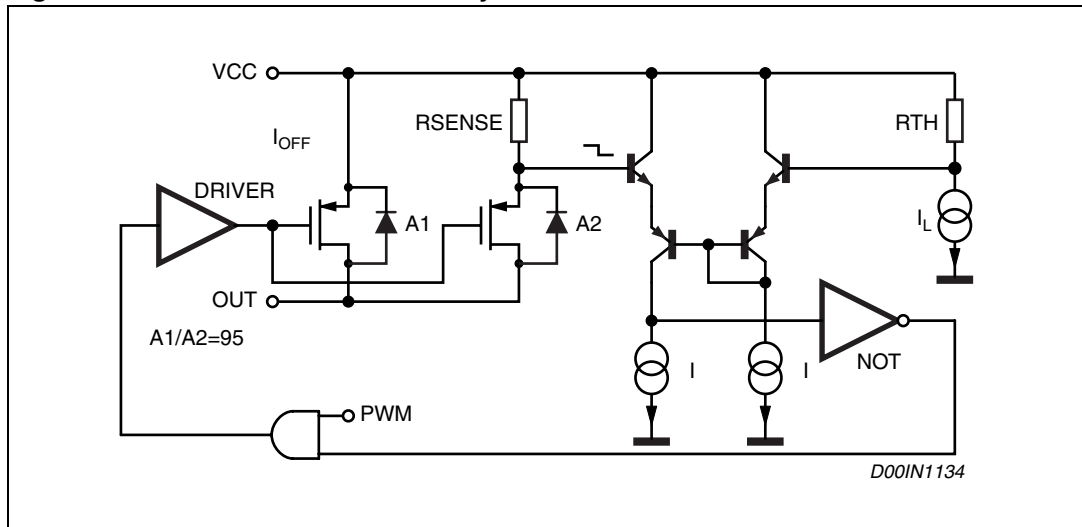 VCC
RSENSE
RTH
IOFF
DRIVER
A1
A2
IL
OUT
A1/A2=95
I
I
NOT
PWM
D00IN1134